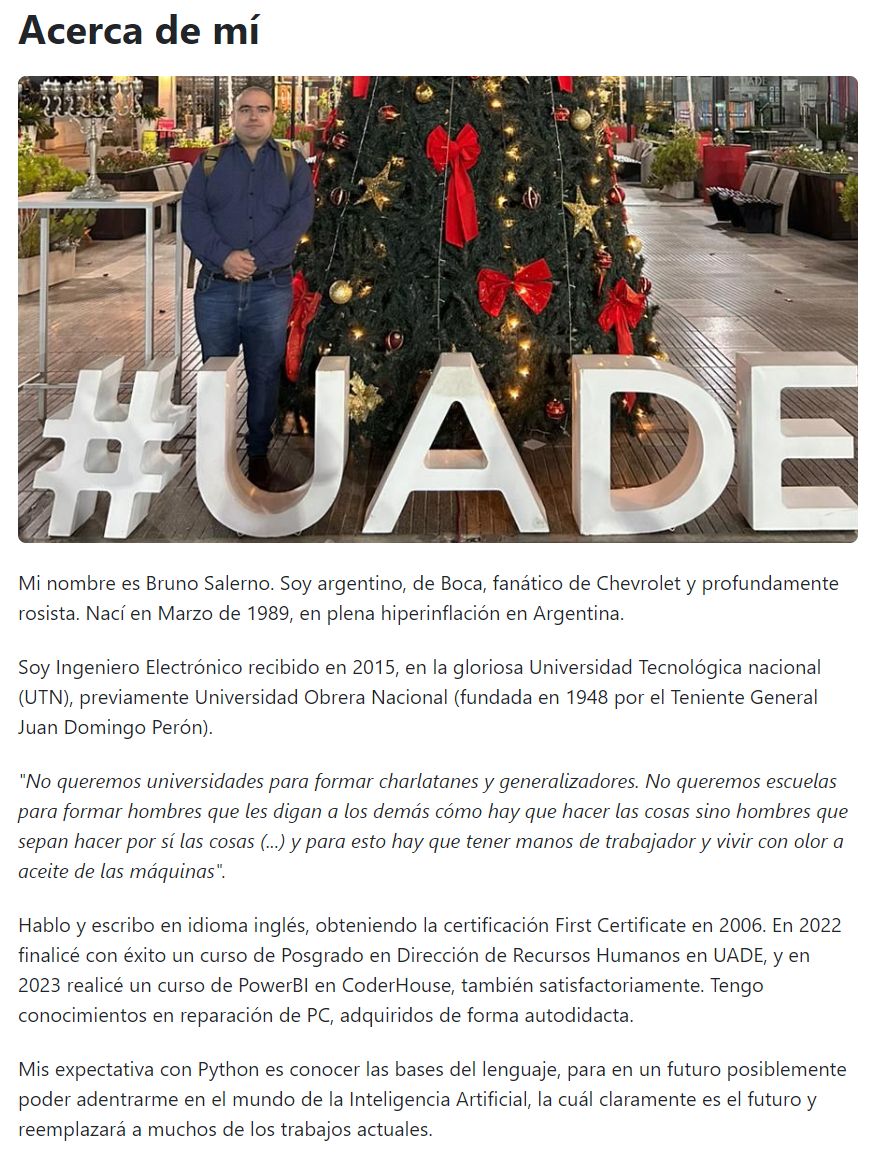 Acerca de mí
#UADE
Mi nombre es Bruno Salerno. Soy argentino, de Boca, fanático de Chevrolet y profundamente
rosista. Nací en Marzo de 1989, en plena hiperinflación en Argentina.
Soy Ingeniero Electrónico recibido en 2015, en la gloriosa Universidad Tecnológica nacional
(UTN), previamente Universidad Obrera Nacional (fundada en 1948 por el Teniente General
Juan Domingo Perón).
"No queremos universidades para formar charlatanes y generalizadores. No queremos escuelas
para formar hombres que les digan a los demás cómo hay que hacer las cosas sino hombres que
sepan hacer por sí las cosas (...) y para esto hay que tener manos de trabajador y vivir con olor a
aceite de las máquinas".
Hablo y escribo en idioma inglés, obteniendo la certificación First Certificate en 2006. En 2022
finalicé con éxito un curso de Posgrado en Dirección de Recursos Humanos en UADE, y en
2023 realicé un curso de PowerBI en CoderHouse, también satisfactoriamente. Tengo
conocimientos en reparación de PC, adquiridos de forma autodidacta.
Mis expectativa con Python es conocer las bases del lenguaje, para en un futuro posiblemente
poder adentrarme en el mundo de la Inteligencia Artificial, la cuál claramente es el futuro y
reemplazará a muchos de los trabajos actuales.